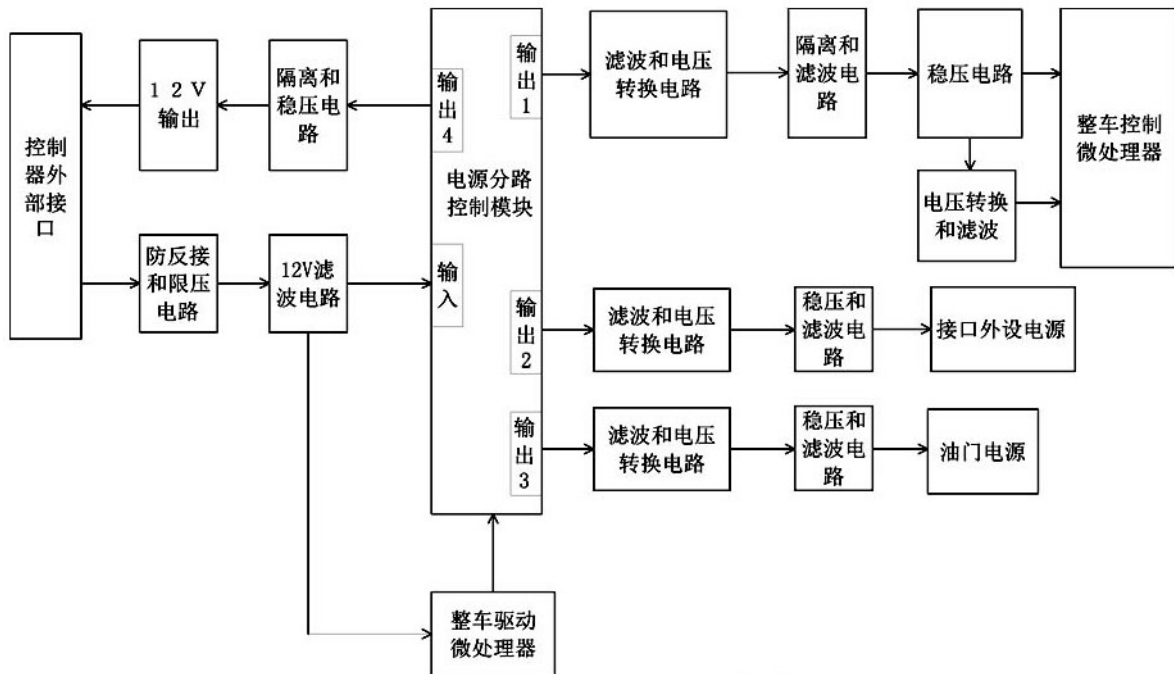 控制
器外
部接
口
１２Ｖ
输出
隔离和
稳压电
路
输
出
4
输
出
1
电源分路
控制模块
滤波和电压
转换电路
隔离和
滤波电
路
稳压电路
整车控制
微处理器
电压转换
和滤波
防反接
和限压
电路
12V滤
波电路
输
入
输
出
2
滤波和电压
转换电路
稳压和
滤波电
路
接口外设电源
输
出
3
滤波和电压
转换电路
稳压和
滤波电
路
油门电源
整车驱动
微处理器